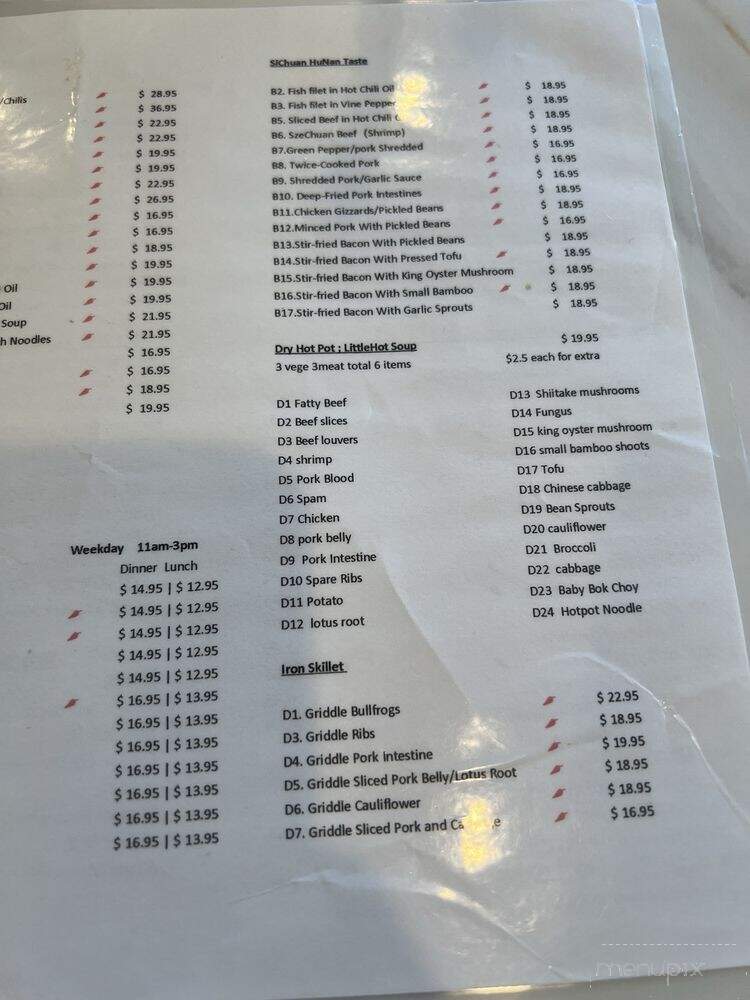 /Chilis $ 28.95
$ 36.95
$ 22.95
$ 22.95
$ 19.95
$ 19.95
$ 22.95
$ 26.95
$ 16.95
$ 16.95
$ 18.95
$ 19.95
Oil $ 19.95
Oil $ 19.95
Soup $ 21.95
h Noodles $ 21.95
$ 16.95
$ 16.95
$ 18.95
$ 19.95
Weekday 11am-3pm
Dinner Lunch
$ 14.95 | $ 12.95
$ 14.95 | $ 12.95
$ 14.95 | $ 12.95
$ 14.95 | $ 12.95
$ 14.95 | $ 12.95
$ 16.95 | $ 13.95
$ 16.95 | $ 13.95
$ 16.95 | $ 13.95
$ 16.95 | $ 13.95
$ 16.95 | $ 13.95
$ 16.95 | $ 13.95
$ 16.95 | $ 13.95
SiChuan HuNan Taste
B2. Fish filet in Hot Chili Oil $ 18.95
B3. Fish filet in Vine Pepper $ 18.95
B5. Sliced Beef in Hot Chili $ 18.95
B6. SzeChuan Beef (Shrimp) $ 18.95
B7.Green Pepper/pork Shredded $ 16.95
B8. Twice-Cooked Pork $ 16.95
B9. Shredded Pork/Garlic Sauce $ 16.95
B10. Deep-Fried Pork Intestines $ 18.95
B11.Chicken Gizzards/Pickled Beans $ 18.95
B12.Minced Pork With Pickled Beans $ 16.95
B13.Stir-fried Bacon With Pickled Beans $ 18.95
B14.Stir-fried Bacon With Pressed Tofu $ 18.95
B15.Stir-fried Bacon With King Oyster Mushroom $ 18.95
B16.Stir-fried Bacon With Small Bamboo $ 18.95
B17.Stir-fried Bacon With Garlic Sprouts $ 18.95
Dry Hot Pot ; LittleHot Soup $ 19.95
3 vege 3meat total 6 items $2.5 each for extra
D1 Fatty Beef
D2 Beef slices
D3 Beef louvers
D4 shrimp
D5 Pork Blood
D6 Spam
D7 Chicken
D8 pork belly
D9 Pork Intestine
D10 Spare Ribs
D11 Potato
D12 lotus root
D13 Shiitake mushrooms
D14 Fungus
D15 king oyster mushroom
D16 small bamboo shoots
D17 Tofu
D18 Chinese cabbage
D19 Bean Sprouts
D20 cauliflower
D21 Broccoli
D22 cabbage
D23 Baby Bok Choy
D24 Hotpot Noodle
Iron Skillet
D1. Griddle Bullfrogs $ 22.95
D3. Griddle Ribs $ 18.95
D4. Griddle Pork Intestine $ 19.95
D5. Griddle Sliced Pork Belly/Lotus Root $ 18.95
D6. Griddle Cauliflower $ 18.95
D7. Griddle Sliced Pork and $ 16.95
menupix